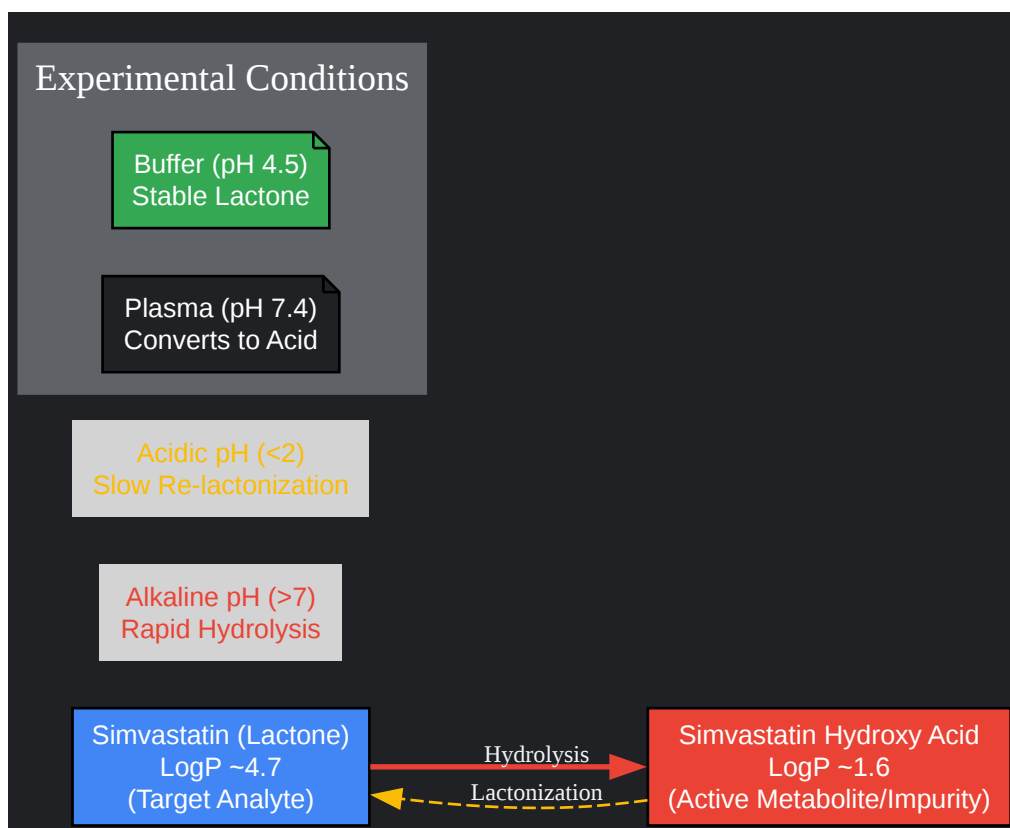 Experimental Conditions
Buffer (pH 4.5)
Stable Lactone
Plasma (pH 7.4)
Converts to Acid
Acidic pH (<2)
Slow Re-lactonization
Alkaline pH (>7)
Rapid Hydrolysis
Simvastatin (Lactone)
LogP ~4.7
(Target Analyte)
Hydrolysis
Lactonization
Simvastatin Hydroxy Acid
LogP ~1.6
(Active Metabolite/Impurity)